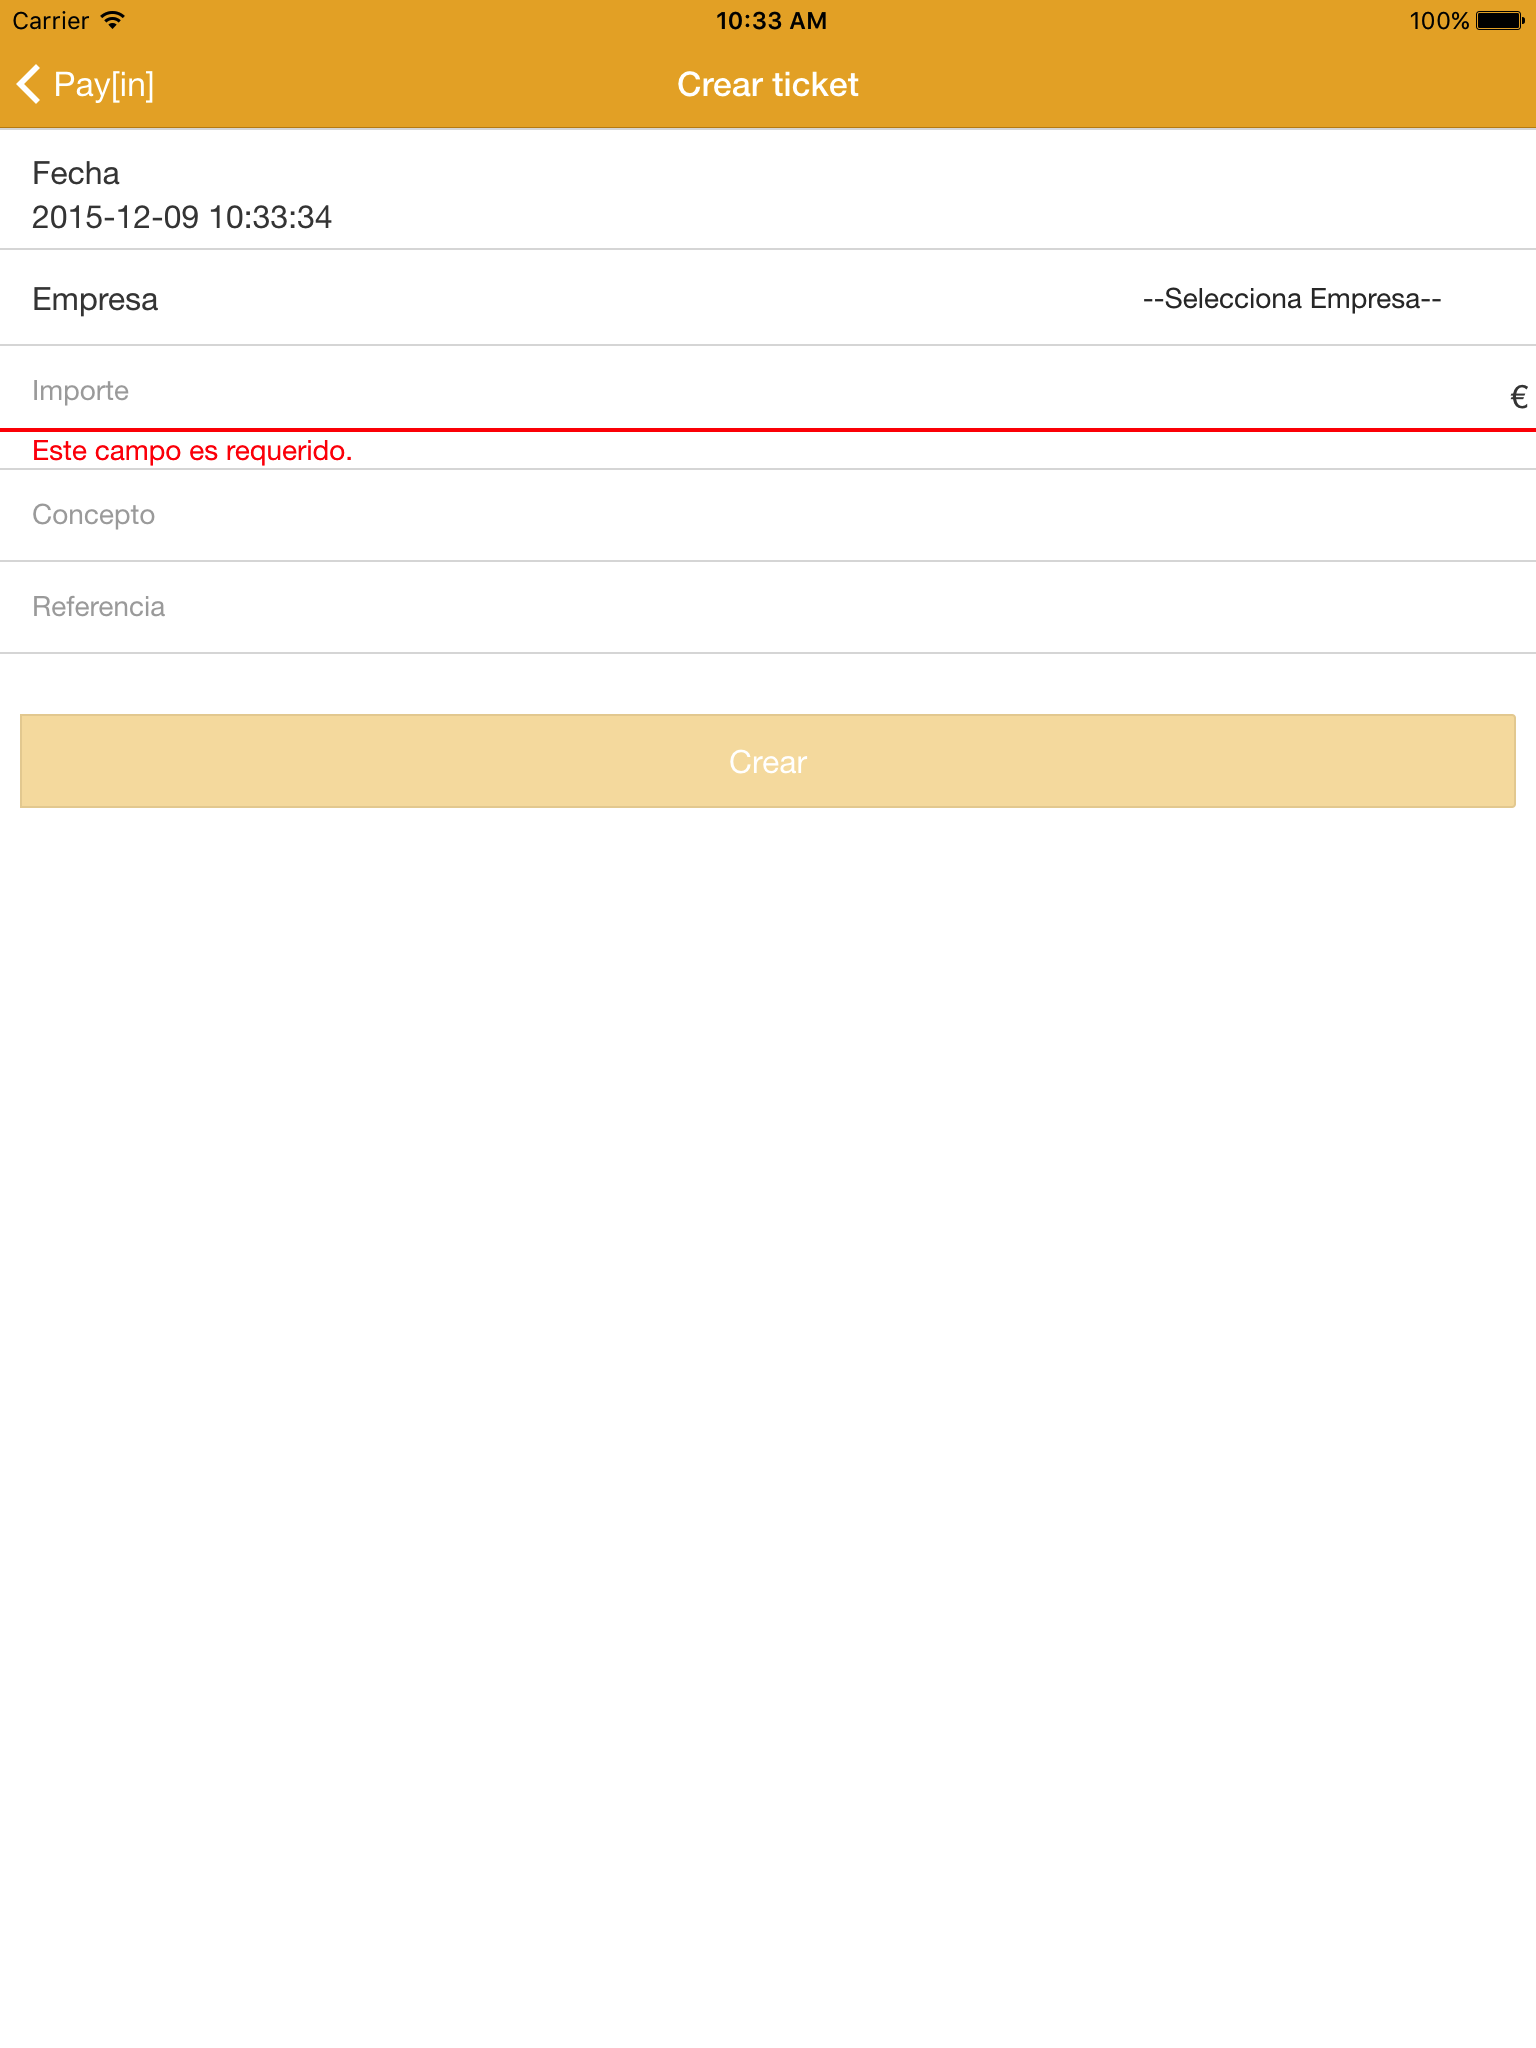 Carrier 10:33 AM 100%
Pay[in] Crear ticket
Fecha
2015-12-09 10:33:34
Empresa --Selecciona Empresa--
Importe €
Este campo es requerido.
Concepto
Referencia
Crear